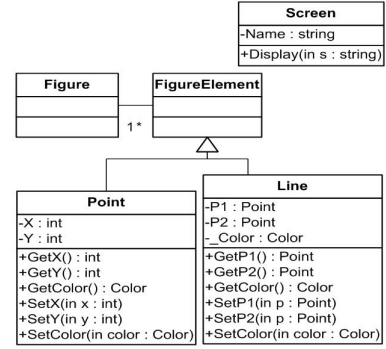 Screen
-Name : string
+Display(in s : string)
Figure
FigureElement
1 *
Point
-X : int
-Y : int
+GetX() : int
+GetY() : int
+GetColor() : Color
+SetX(in x : int)
+SetY(in y : int)
+SetColor(in color : Color)
Line
-P1 : Point
-P2 : Point
-_Color : Color
+GetP1() : Point
+GetP2() : Point
+GetColor() : Color
+SetP1(in p : Point)
+SetP2(in p : Point)
+SetColor(in color : Color)